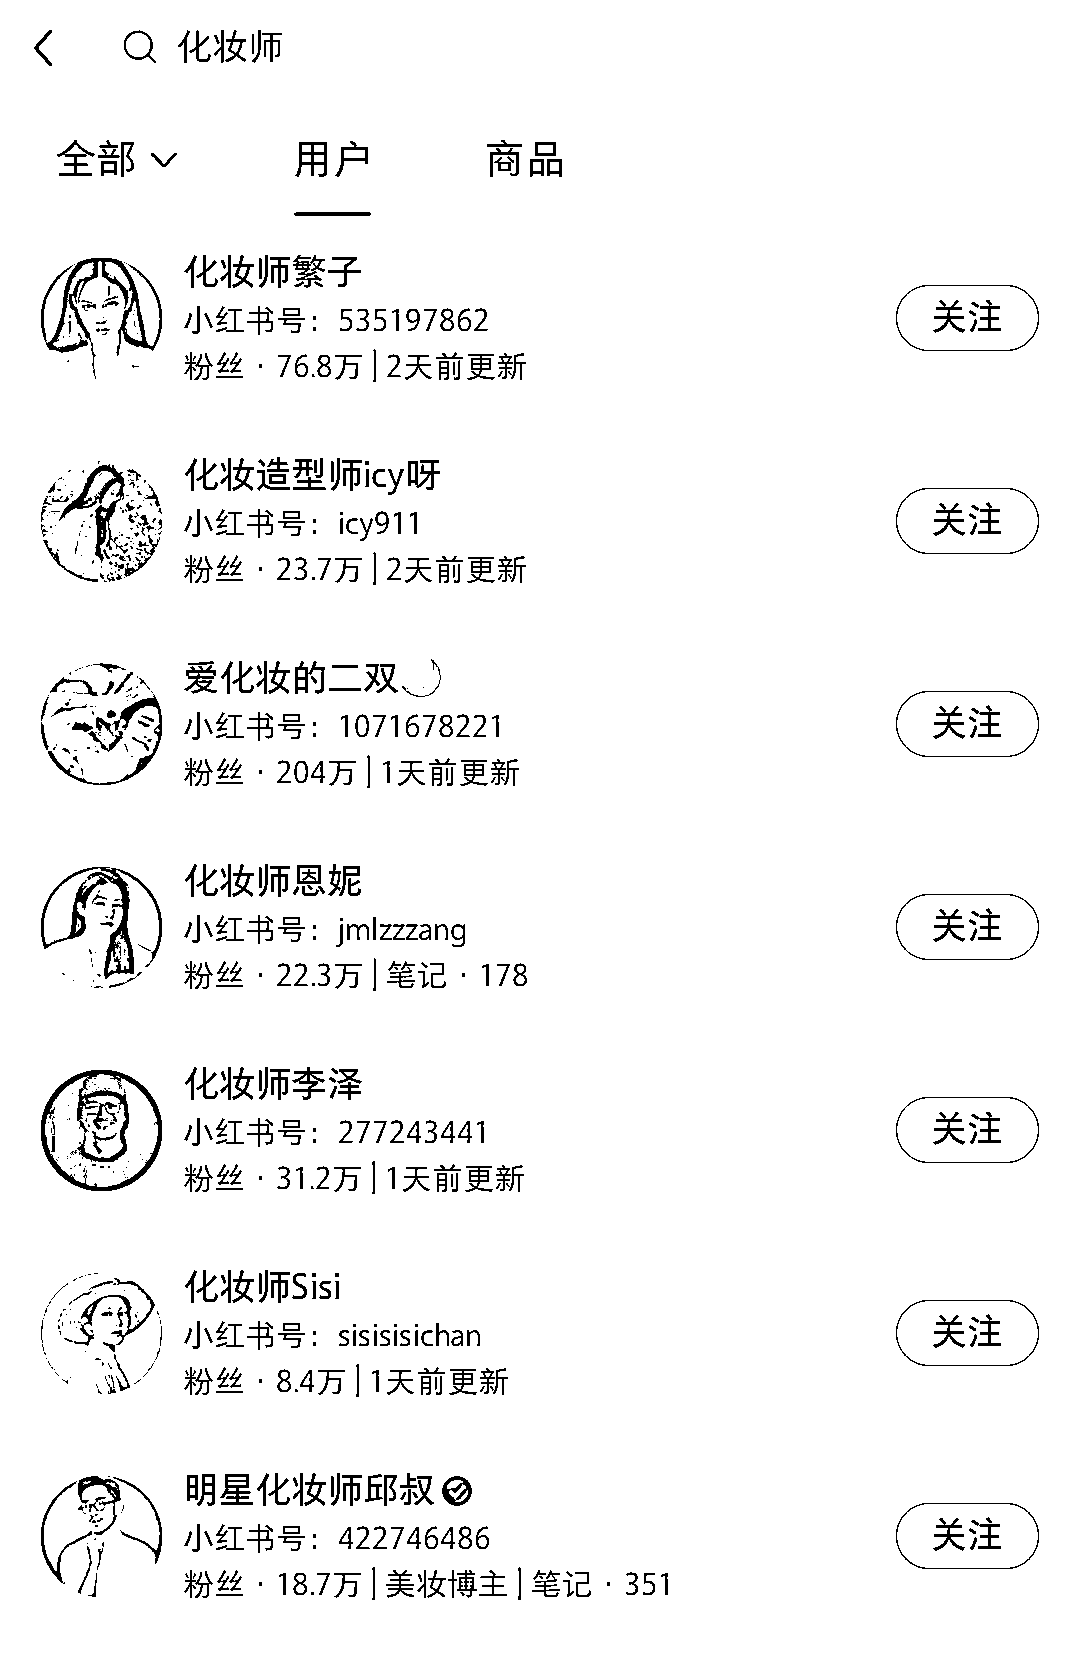 化妆师
全部 用户 商品
化妆师繁子
小红书号：535197862
粉丝 · 76.8万 | 2天前更新
关注
化妆造型师icy呀
小红书号：icy911
粉丝 · 23.7万 | 2天前更新
关注
爱化妆的二双
小红书号：1071678221
粉丝 · 204万 | 1天前更新
关注
化妆师恩妮
小红书号：jmlzzzang
粉丝 · 22.3万 | 笔记 · 178
关注
化妆师李泽
小红书号：277243441
粉丝 · 31.2万 | 1天前更新
关注
化妆师Sisi
小红书号：sisisisichan
粉丝 · 8.4万 | 1天前更新
关注
明星化妆师邱叔
小红书号：422746486
粉丝 · 18.7万 | 美妆博主 | 笔记 · 351
关注